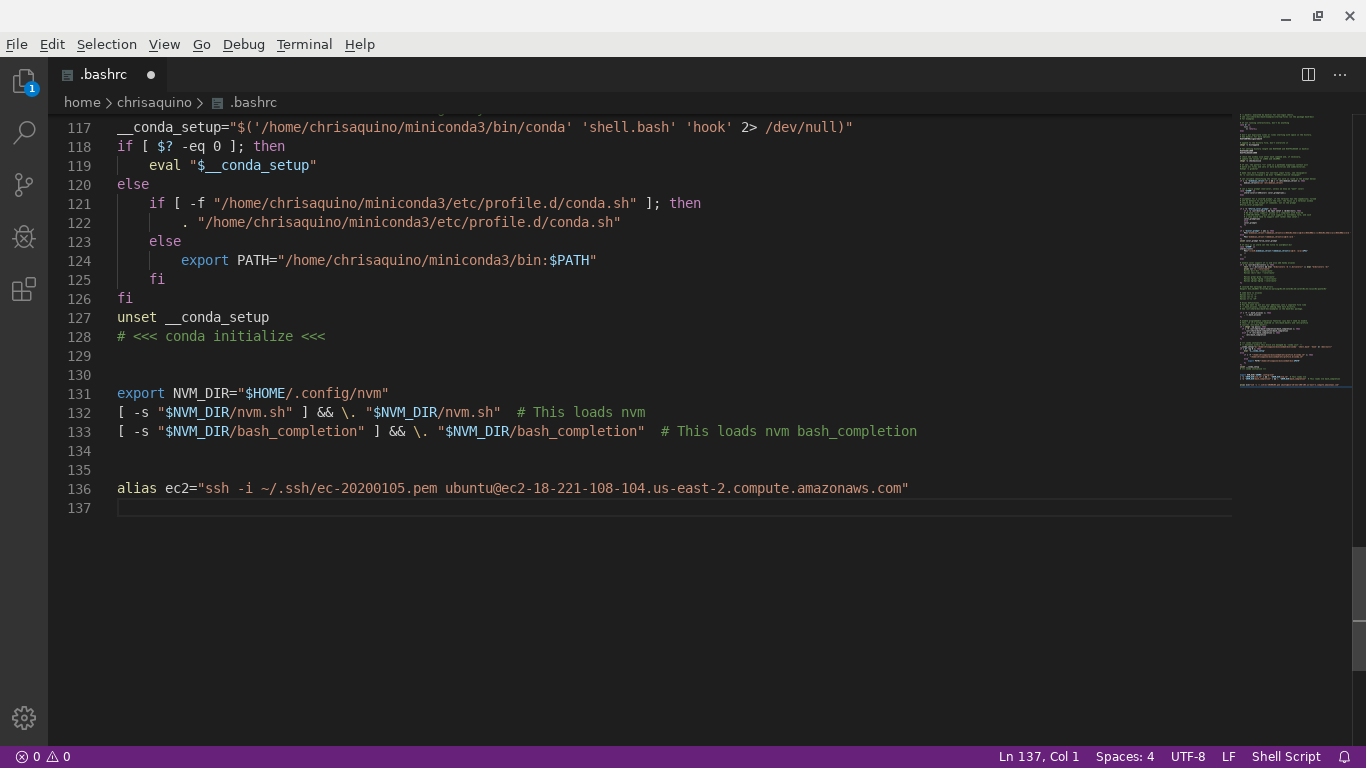 File Edit Selection View Go Debug Terminal Help
1
.bashrc
home > chrisaquino > .bashrc
117 __conda_setup="$('/home/chrisaquino/miniconda3/bin/conda' 'shell.bash' 'hook' 2> /dev/null)"
118 if [ $? -eq 0 ]; then
119     eval "$__conda_setup"
120 else
121     if [ -f "/home/chrisaquino/miniconda3/etc/profile.d/conda.sh" ]; then
122         . "/home/chrisaquino/miniconda3/etc/profile.d/conda.sh"
123     else
124         export PATH="/home/chrisaquino/miniconda3/bin:$PATH"
125     fi
126 fi
127 unset __conda_setup
128 # <<< conda initialize <<<
129
130
131 export NVM_DIR="$HOME/.config/nvm"
132 [ -s "$NVM_DIR/nvm.sh" ] && \. "$NVM_DIR/nvm.sh"  # This loads nvm
133 [ -s "$NVM_DIR/bash_completion" ] && \. "$NVM_DIR/bash_completion"  # This loads nvm bash_completion
134
135
136 alias ec2="ssh -i ~/.ssh/ec-20200105.pem ubuntu@ec2-18-221-108-104.us-east-2.compute.amazonaws.com"
137
0 0 Ln 137, Col 1 Spaces: 4 UTF-8 LF Shell Script